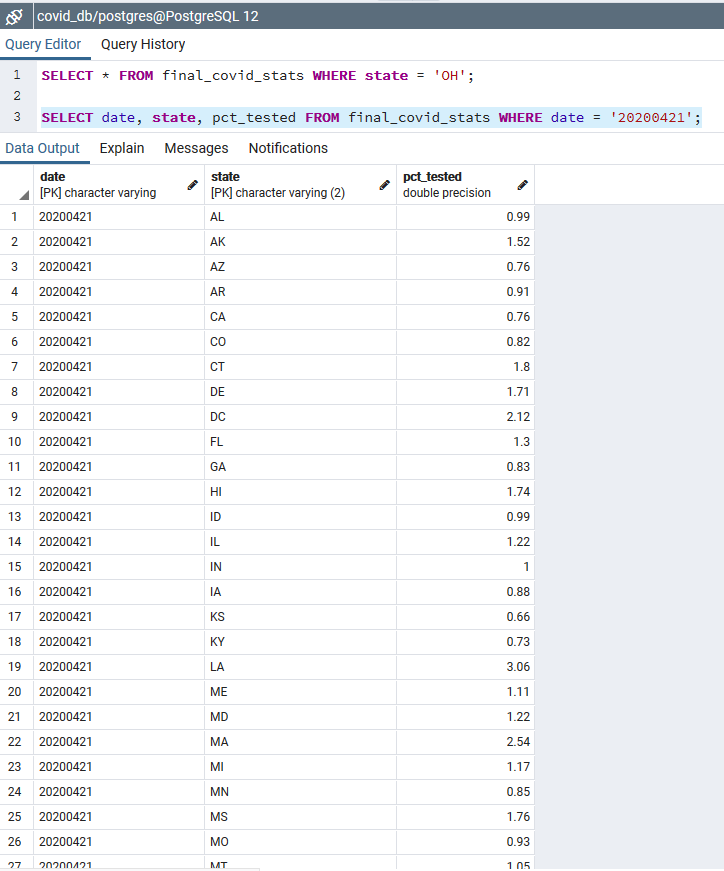 covid_db/postgres@PostgreSQL 12
Query Editor Query History
1 SELECT * FROM final_covid_stats WHERE state = 'OH';
2
3 SELECT date, state, pct_tested FROM final_covid_stats WHERE date = '20200421';
Data Output Explain Messages Notifications
date state pct_tested
[PK] character varying [PK] character varying (2) double precision
1 20200421 AL 0.99
2 20200421 AK 1.52
3 20200421 AZ 0.76
4 20200421 AR 0.91
5 20200421 CA 0.76
6 20200421 CO 0.82
7 20200421 CT 1.8
8 20200421 DE 1.71
9 20200421 DC 2.12
10 20200421 FL 1.3
11 20200421 GA 0.83
12 20200421 HI 1.74
13 20200421 ID 0.99
14 20200421 IL 1.22
15 20200421 IN 1
16 20200421 IA 0.88
17 20200421 KS 0.66
18 20200421 KY 0.73
19 20200421 LA 3.06
20 20200421 ME 1.11
21 20200421 MD 1.22
22 20200421 MA 2.54
23 20200421 MI 1.17
24 20200421 MN 0.85
25 20200421 MS 1.76
26 20200421 MO 0.93
27 20200421 MT 1.05